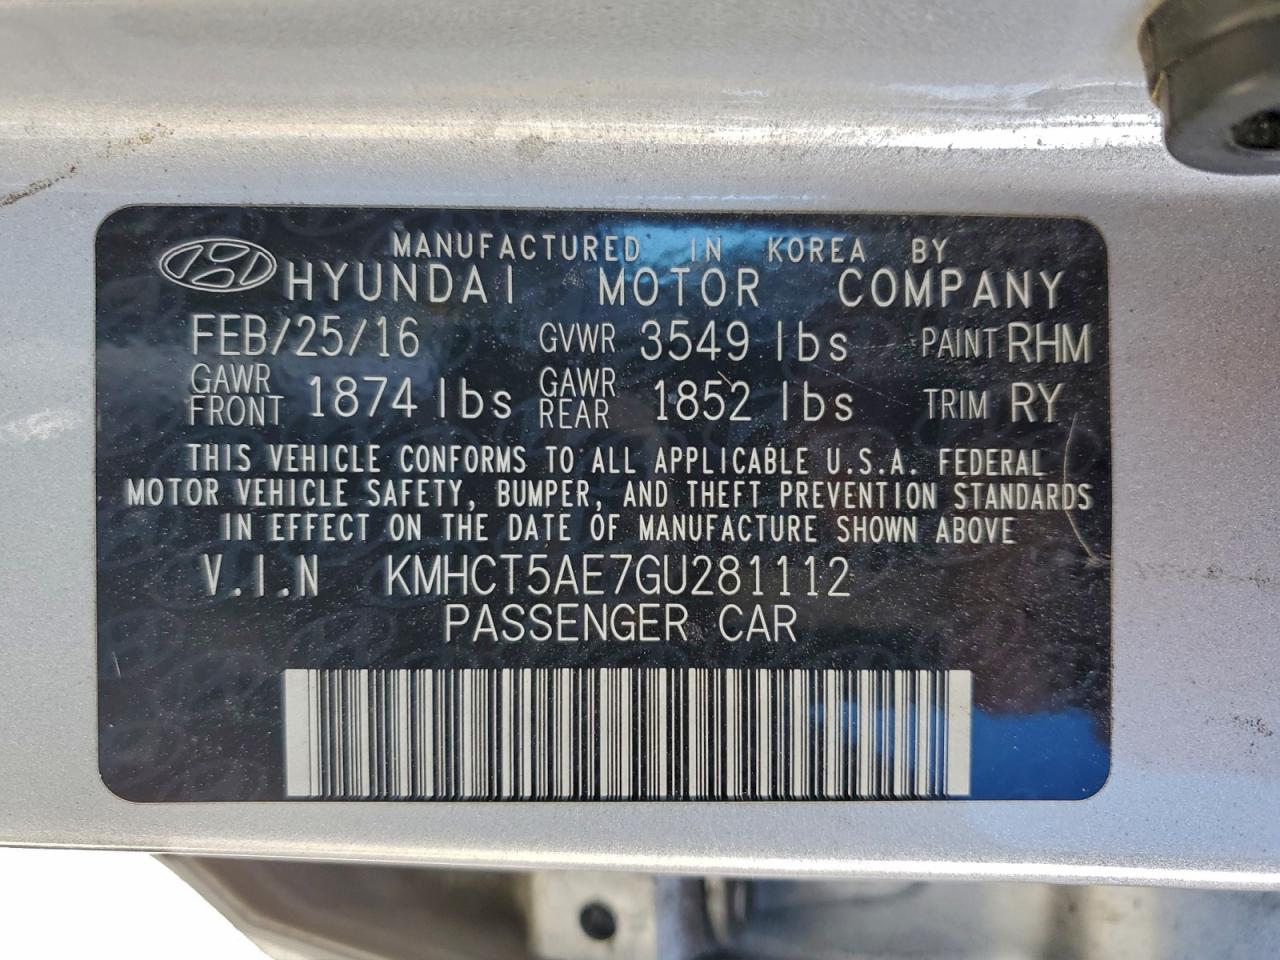 MANUFACTURED IN KOREA BY
HYUNDAI MOTOR COMPANY
FEB/25/16 GVWR 3549 lbs PAINT RHM
GAWR FRONT 1874 lbs GAWR REAR 1852 lbs TRIM RY
THIS VEHICLE CONFORMS TO ALL APPLICABLE U.S.A. FEDERAL
MOTOR VEHICLE SAFETY, BUMPER, AND THEFT PREVENTION STANDARDS
IN EFFECT ON THE DATE OF MANUFACTURE SHOWN ABOVE
V.I.N KMHCT5AE7GU281112
PASSENGER CAR